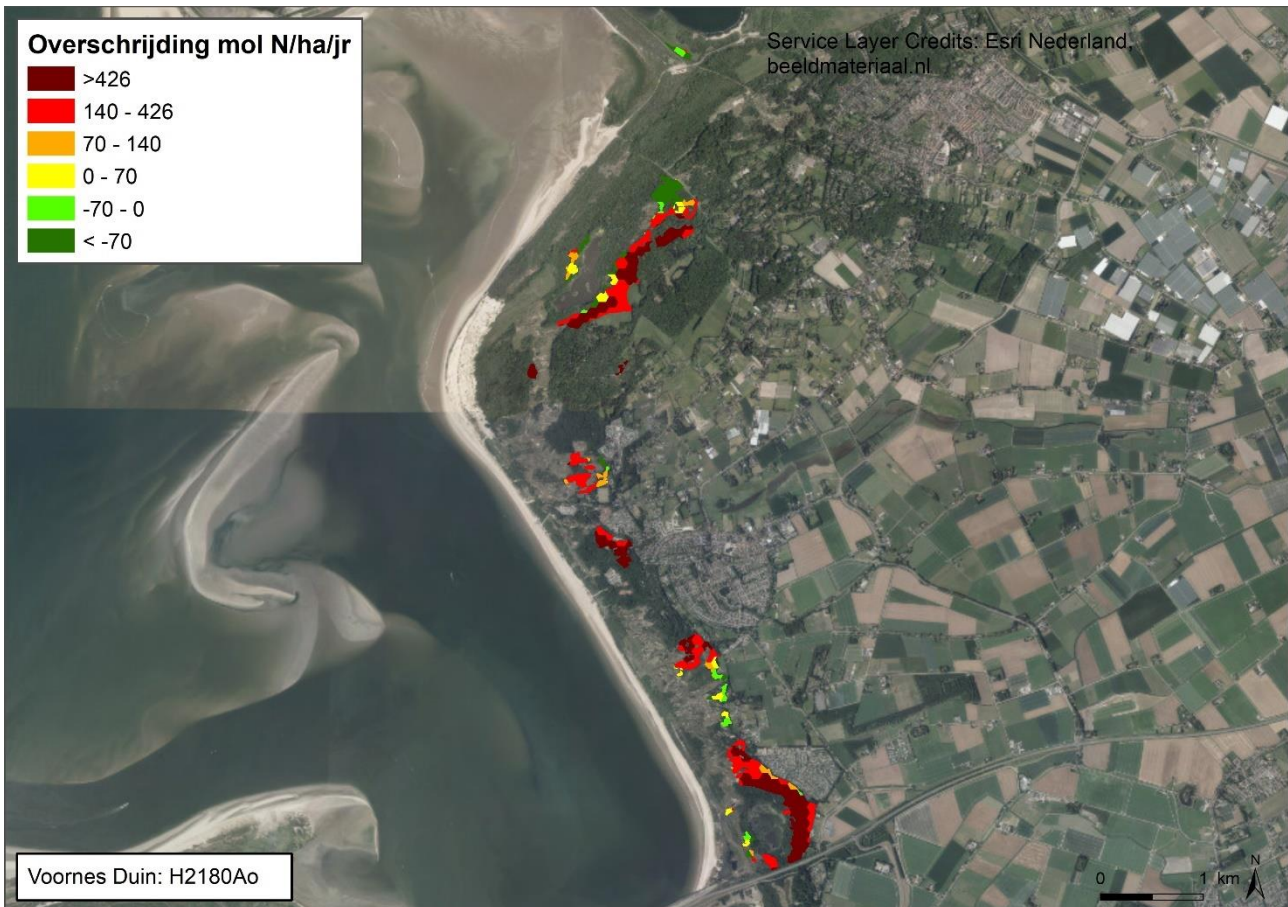 Overschrijding mol N/ha/jr
>426
140 - 426
70 - 140
0 - 70
-70 - 0
< -70
Service Layer Credits: Esri Nederland,
beeldmateriaal.nl
Voornes Duin: H2180Ao
0 1 km
N